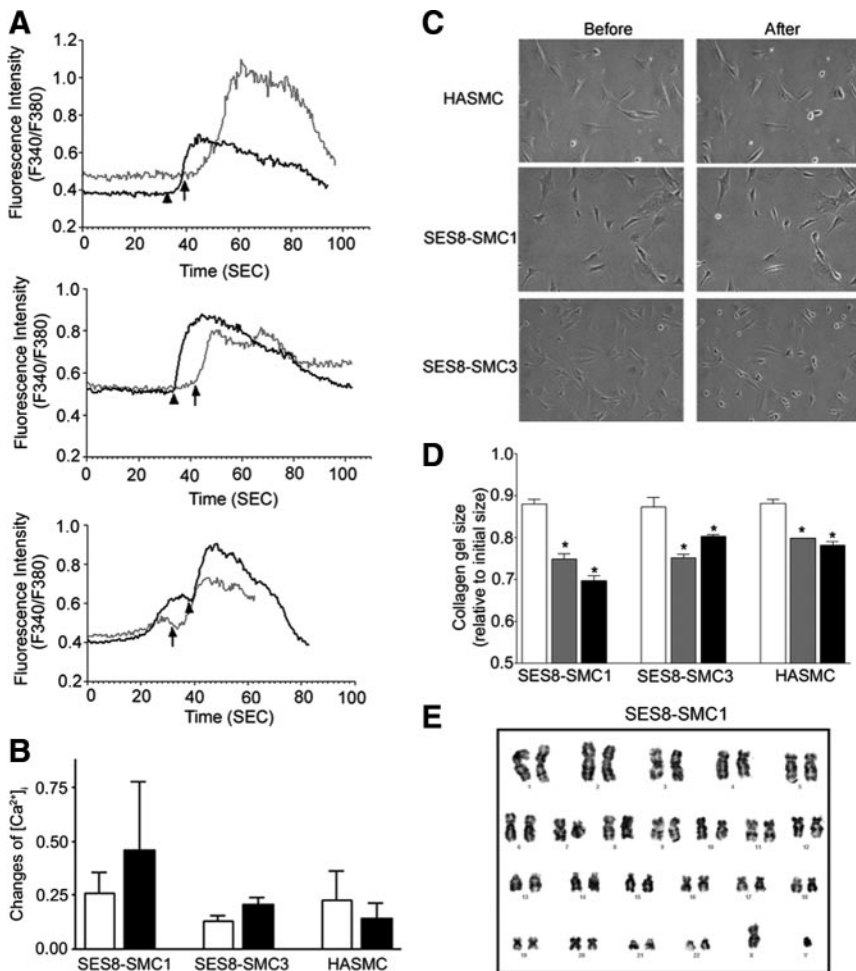 A
Fluorescence Intensity
(F340/F380)
1.2
1.0
0.8
0.6
0.4
0.2
0 20 40 60 80 100
Time (SEC)
Fluorescence Intensity
(F340/F380)
1.0
0.8
0.6
0.4
0.2
0 20 40 60 80 100
Time (SEC)
Fluorescence Intensity
(F340/F380)
1.0
0.8
0.6
0.4
0.2
0 20 40 60 80 100
Time (SEC)
B
Changes of [Ca²⁺]i
0.75
0.50
0.25
0.00
SES8-SMC1 SES8-SMC3 HASMC
C
Before After
HASMC
SES8-SMC1
SES8-SMC3
D
Collagen gel size
(relative to initial size)
1.0
0.9
0.8
0.7
0.6
0.5
* * * * * *
SES8-SMC1 SES8-SMC3 HASMC
E
SES8-SMC1
1 2 3 4 5
6 7 8 9 10 11 12
13 14 15 16 17 18
19 20 21 22 X Y